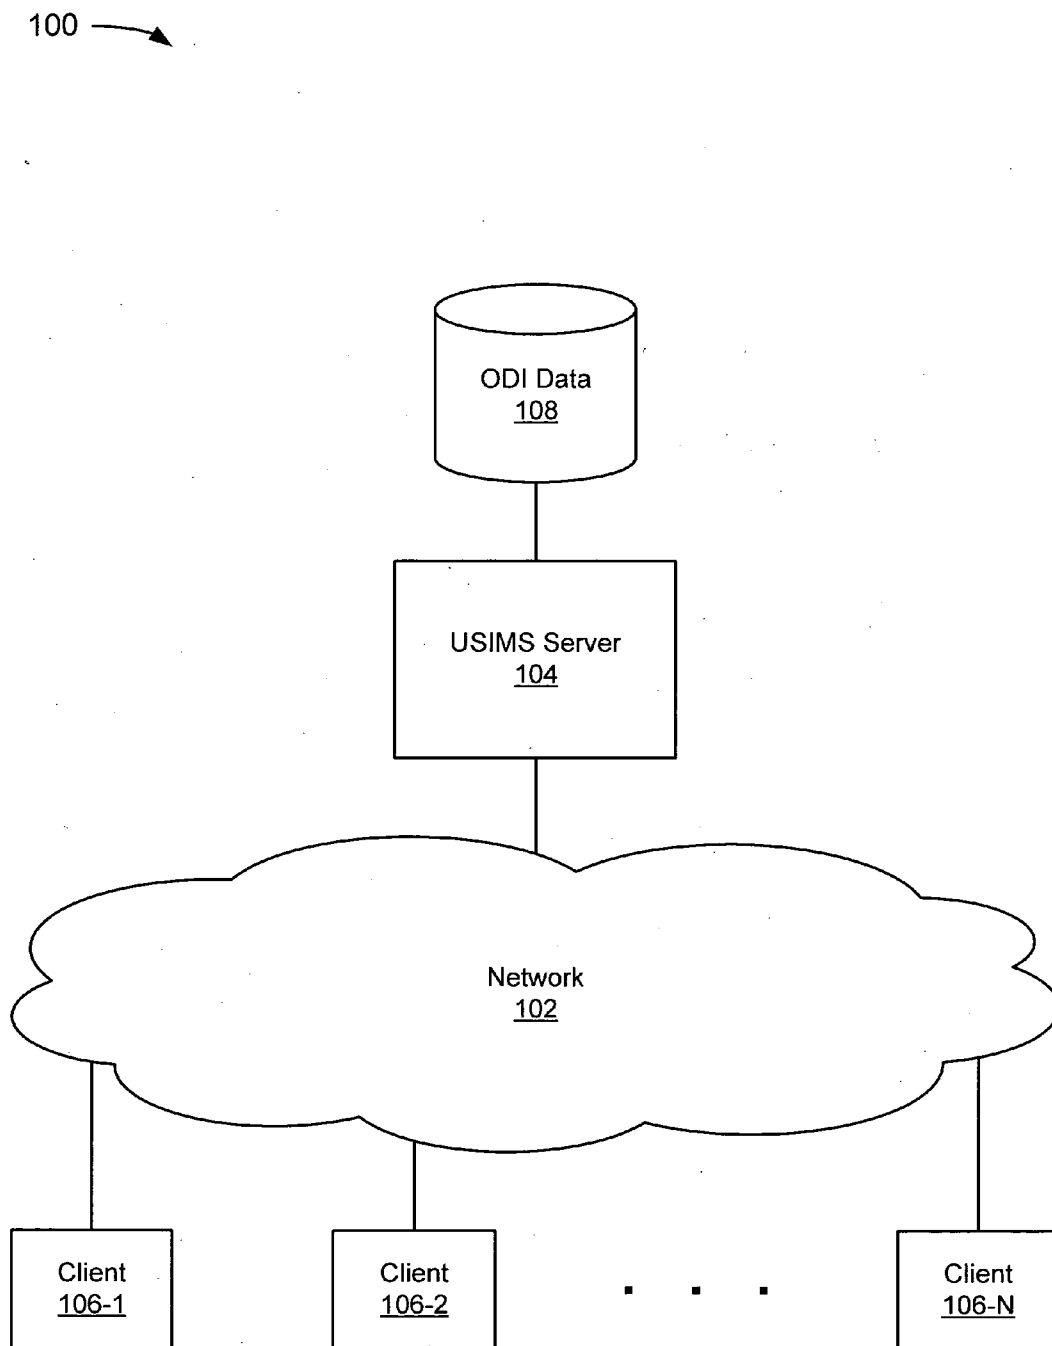 100
ODI Data
108
USIMS Server
104
Network
102
Client
106-1
Client
106-2
Client
106-N